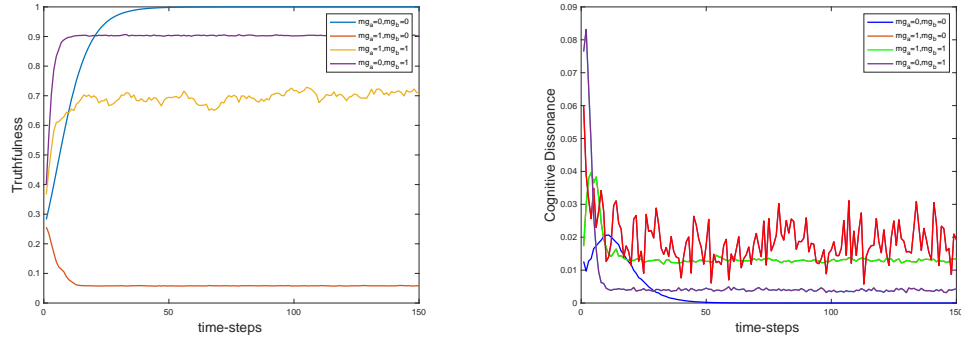 1
0.9
0.8
0.7
0.6
0.5
0.4
0.3
0.2
0.1
0
Truthfulness
0 50 100 150
time-steps
mg_a=0,mg_b=0
mg_a=1,mg_b=0
mg_a=1,mg_b=1
mg_a=0,mg_b=1
0.09
0.08
0.07
0.06
0.05
0.04
0.03
0.02
0.01
0
Cognitive Dissonance
0 50 100 150
time-steps
mg_a=0,mg_b=0
mg_a=1,mg_b=0
mg_a=1,mg_b=1
mg_a=0,mg_b=1